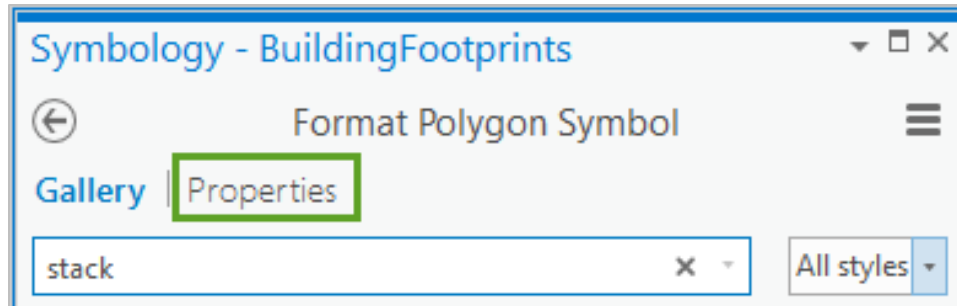 Symbology - BuildingFootprints
Format Polygon Symbol
Gallery | Properties
stack All styles